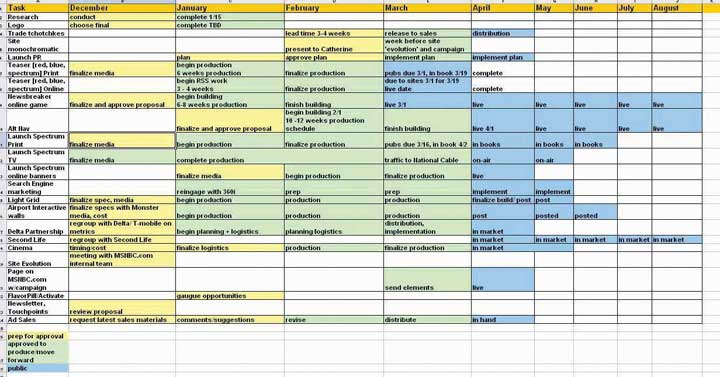 Task December January February March April May June July August
Research conduct complete 1/15
Logo choose final complete TBD
Trade tchotchkes lead time 3-4 weeks release to sales distribution
Site week before site
monochromatic present to Catherine 'evolution' and campaign
Launch PR plan approve plan implement plan implement plan
Teaser [red, blue, begin production
spectrum] Print finalize media 6 weeks production finalize production pubs due 3/1, in book 3/19 complete
Teaser [red, blue, begin RSS work due to sites 3/1 for 3/19
spectrum] Online 3 - 4 weeks finalize production live date complete
Newsbreaker begin building
online game finalize and approve proposal 6-8 weeks production finish building live 3/1 live live live live live
begin building 2/1
10 -12 weeks production
Alt Nav finalize and approve proposal schedule finish building live 4/1 live live live live
Launch Spectrum
Print finalize media begin production finalize production pubs due 3/16, in book 4/2 in books in books in books
Launch Spectrum
TV finalize media complete production traffic to National Cable on-air on-air
Launch Spectrum
online banners finalize media begin production finalize production live
Search Engine
marketing reingage with 360i prep prep implement implement
Light Grid finalize spec, media begin production production production finalize build/ post post
Airport Interactive finalize specs with Monster
walls media, cost begin production production production post posted posted
regroup with Delta/ T-mobile on distribution,
Delta Partnership metrics begin planning + logistics planning logistics implementation in market
Second Life regroup with Second Life in market in market in market in market in market
Cinema timing/cost finalize logistics production finalize production in market
meeting with MSNBC.com
Site Evolution internal team
Page on
MSNBC.com
w/campaign send elements live
FlavorPill/Activate gaugue opportunities
Newsletter,
Touchpoints review proposal
Ad Sales request latest sales materials comments/suggestions revise distribute in hand
prep for approval
approved to
produce/move
forward
public